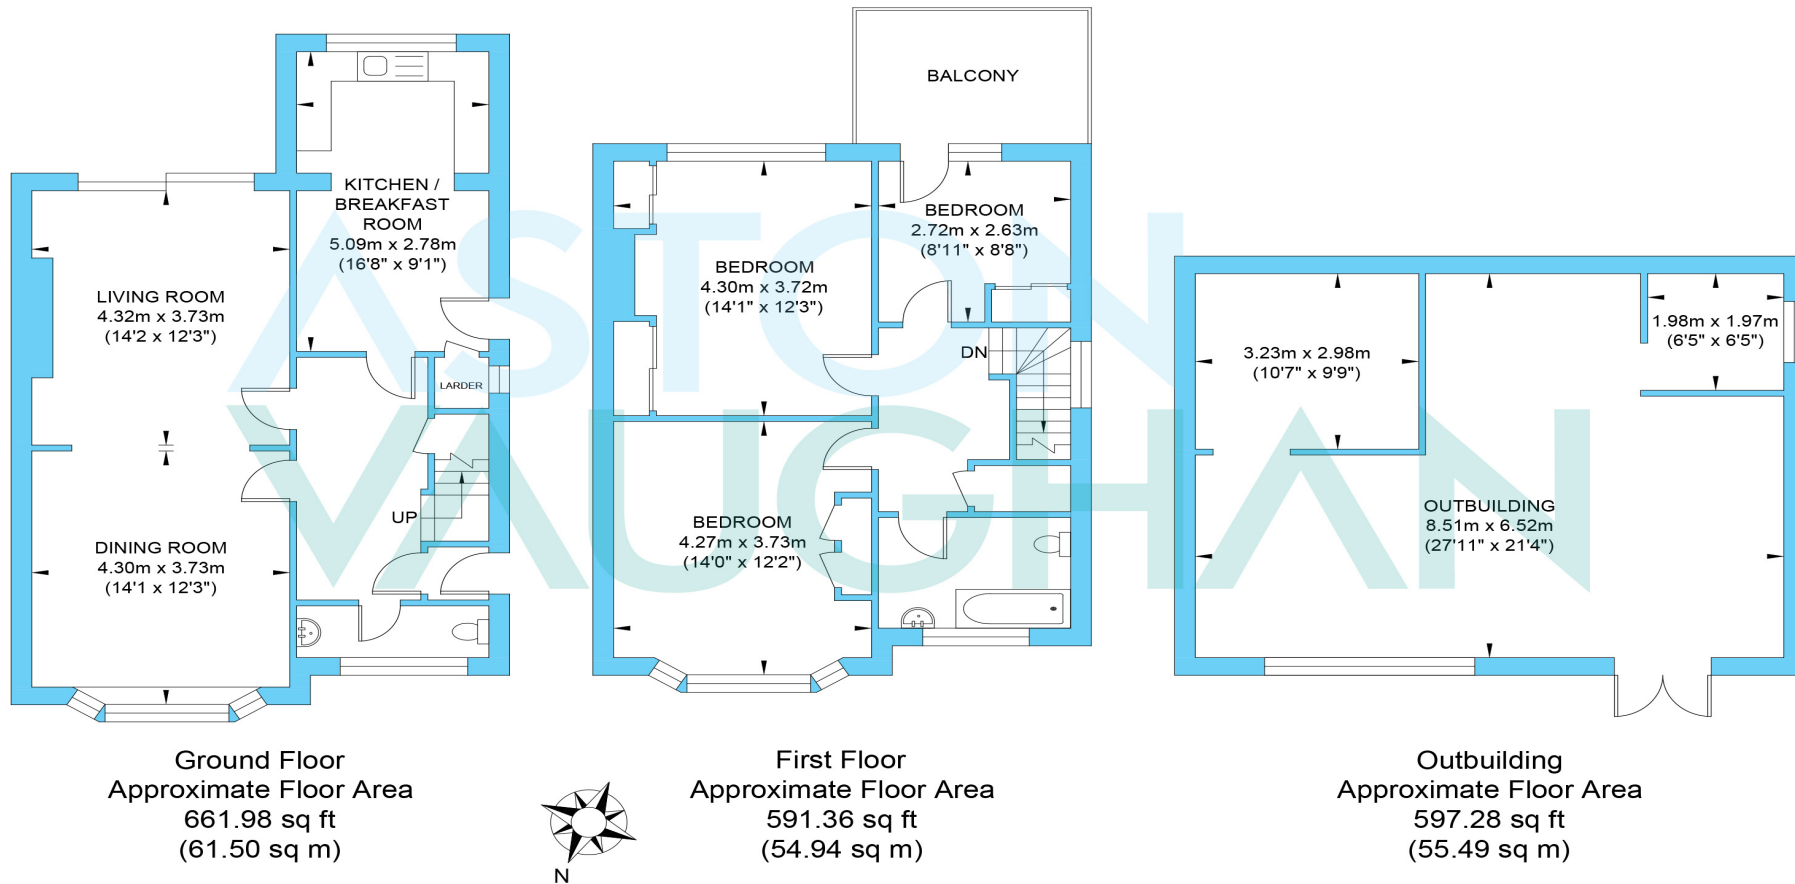 KITCHEN /
BREAKFAST
ROOM
5.09m x 2.78m
(16'8" x 9'1")
LIVING ROOM
4.32m x 3.73m
(14'2 x 12'3")
LARDER
UP
DINING ROOM
4.30m x 3.73m
(14'1 x 12'3")
Ground Floor
Approximate Floor Area
661.98 sq ft
(61.50 sq m)
N
BALCONY
BEDROOM
2.72m x 2.63m
(8'11" x 8'8")
BEDROOM
4.30m x 3.72m
(14'1" x 12'3")
DN
BEDROOM
4.27m x 3.73m
(14'0" x 12'2")
First Floor
Approximate Floor Area
591.36 sq ft
(54.94 sq m)
1.98m x 1.97m
(6'5" x 6'5")
3.23m x 2.98m
(10'7" x 9'9")
OUTBUILDING
8.51m x 6.52m
(27'11" x 21'4")
Outbuilding
Approximate Floor Area
597.28 sq ft
(55.49 sq m)
ASTON
VAUGHAN